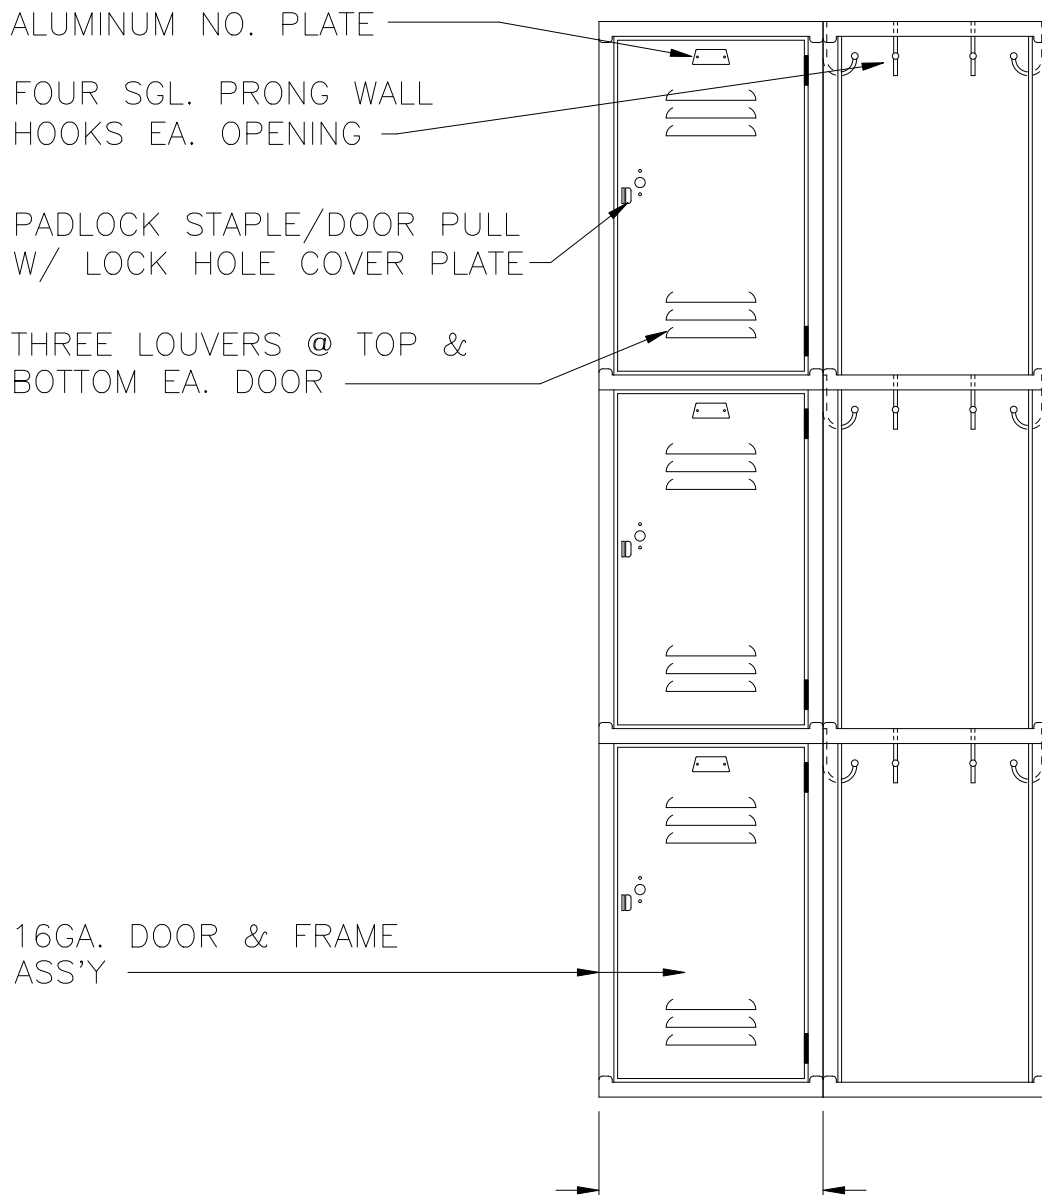 ALUMINUM NO. PLATE
FOUR SGL. PRONG WALL
HOOKS EA. OPENING
PADLOCK STAPLE/DOOR PULL
W/ LOCK HOLE COVER PLATE
THREE LOUVERS @ TOP &
BOTTOM EA. DOOR
16GA. DOOR & FRAME
ASS'Y